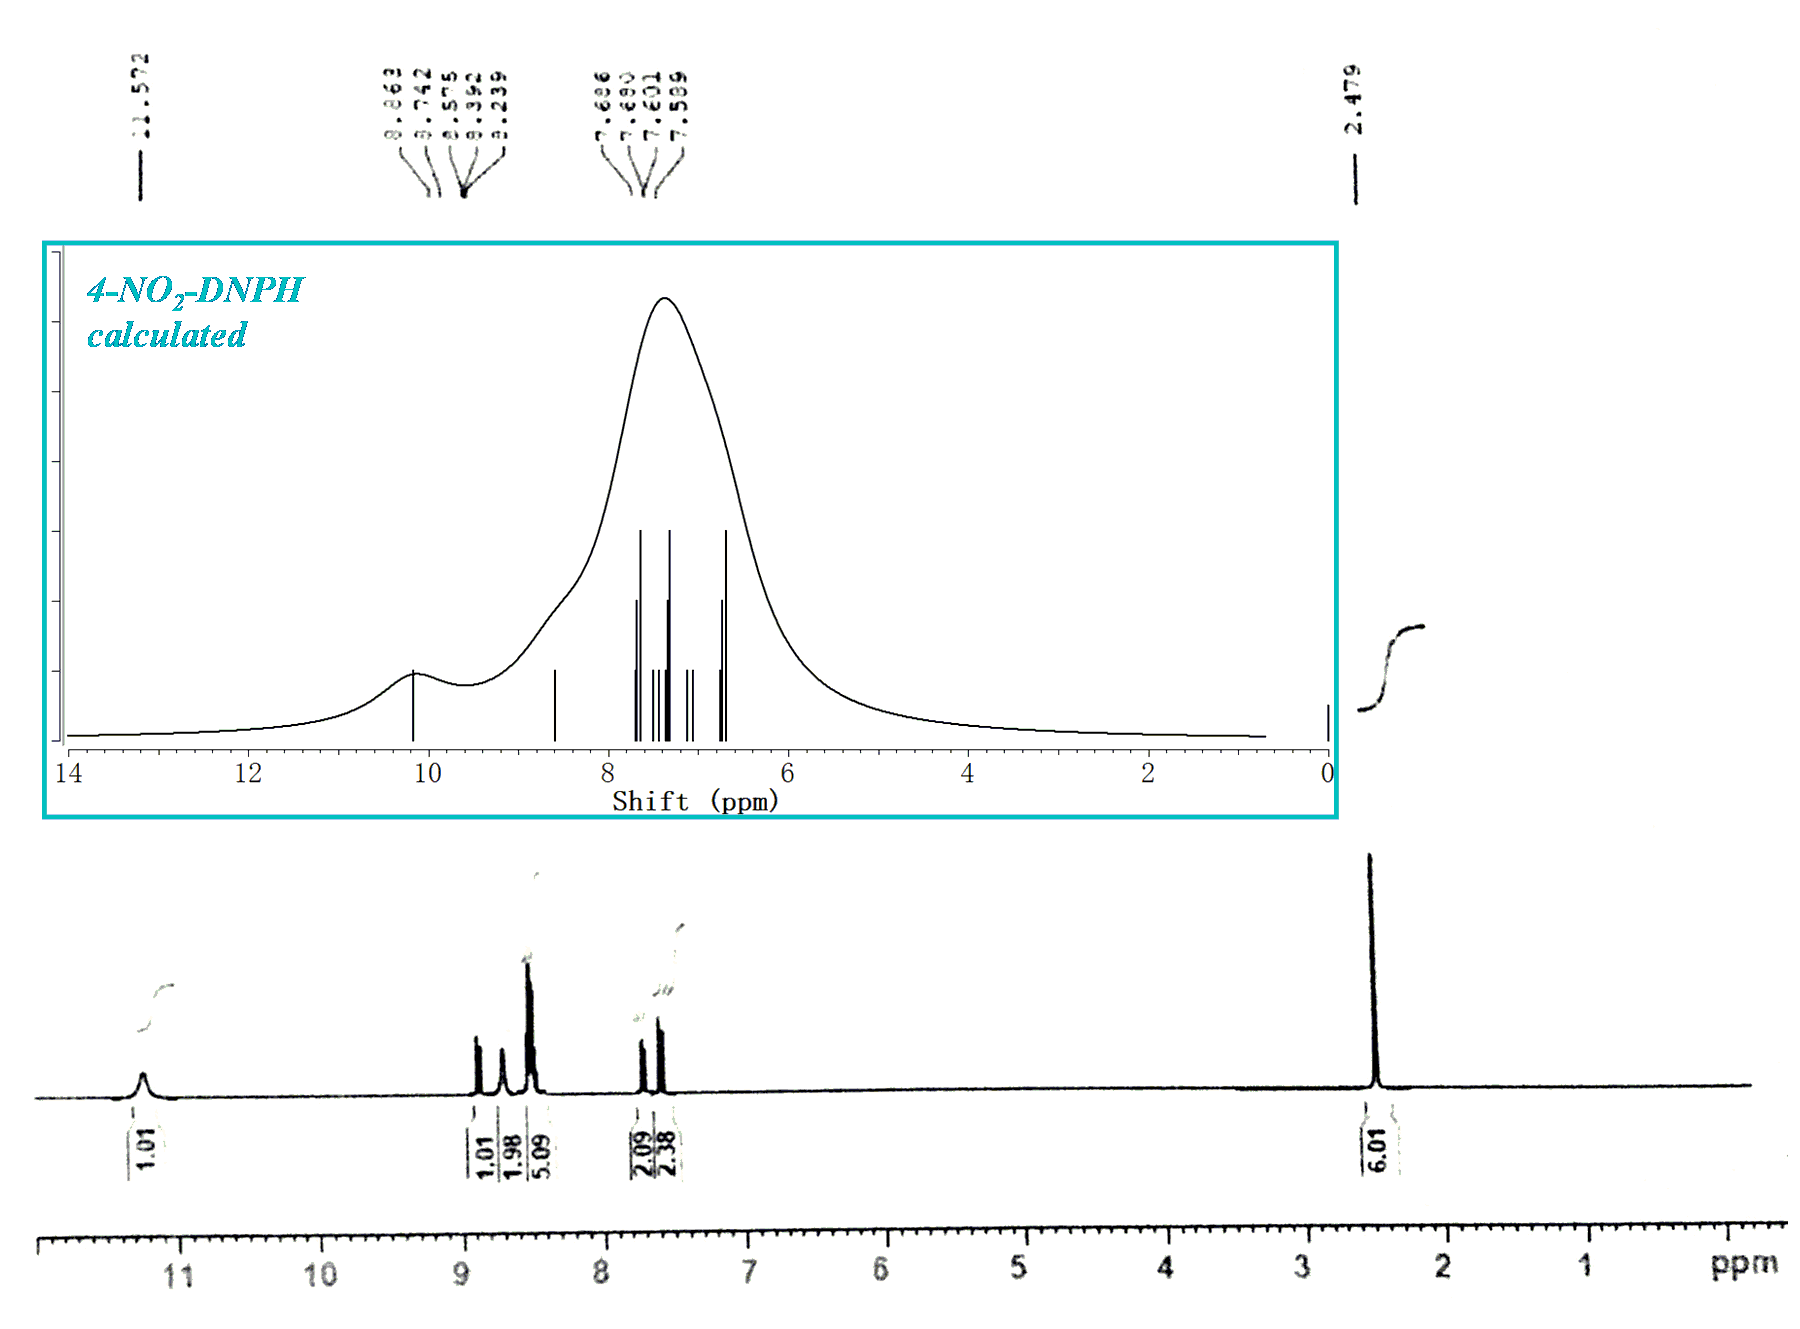 11.572
8.863
8.742
8.575
8.392
8.239
7.686
7.680
7.601
7.589
2.479
4-NO2-DNPH
calculated
14 12 10 8 6 4 2 0
Shift (ppm)
1.01 1.01 1.98 5.09 2.09 2.38 6.01
11 10 9 8 7 6 5 4 3 2 1 ppm